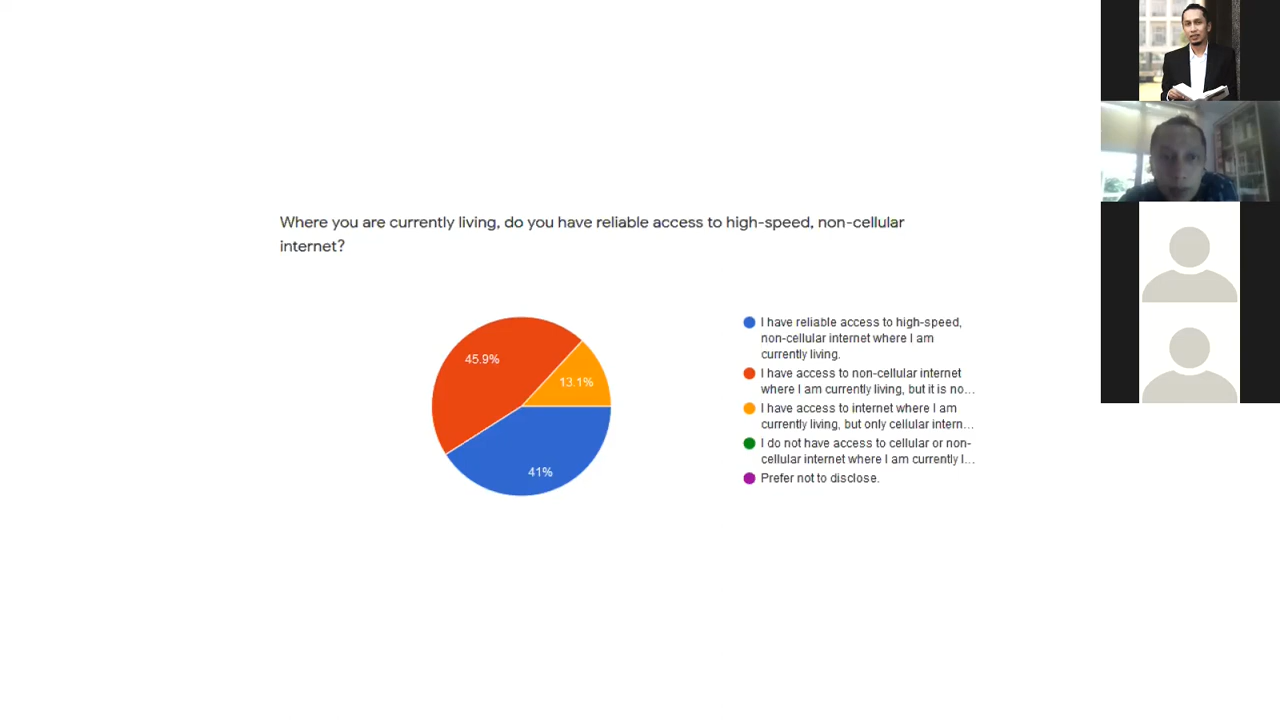 Where you are currently living, do you have reliable access to high-speed, non-cellular
internet?
45.9%
13.1%
41%
I have reliable access to high-speed,
non-cellular internet where I am
currently living.
I have access to non-cellular internet
where I am currently living, but it is no...
I have access to internet where I am
currently living, but only cellular intern...
I do not have access to cellular or non-
cellular internet where I am currently l...
Prefer not to disclose.